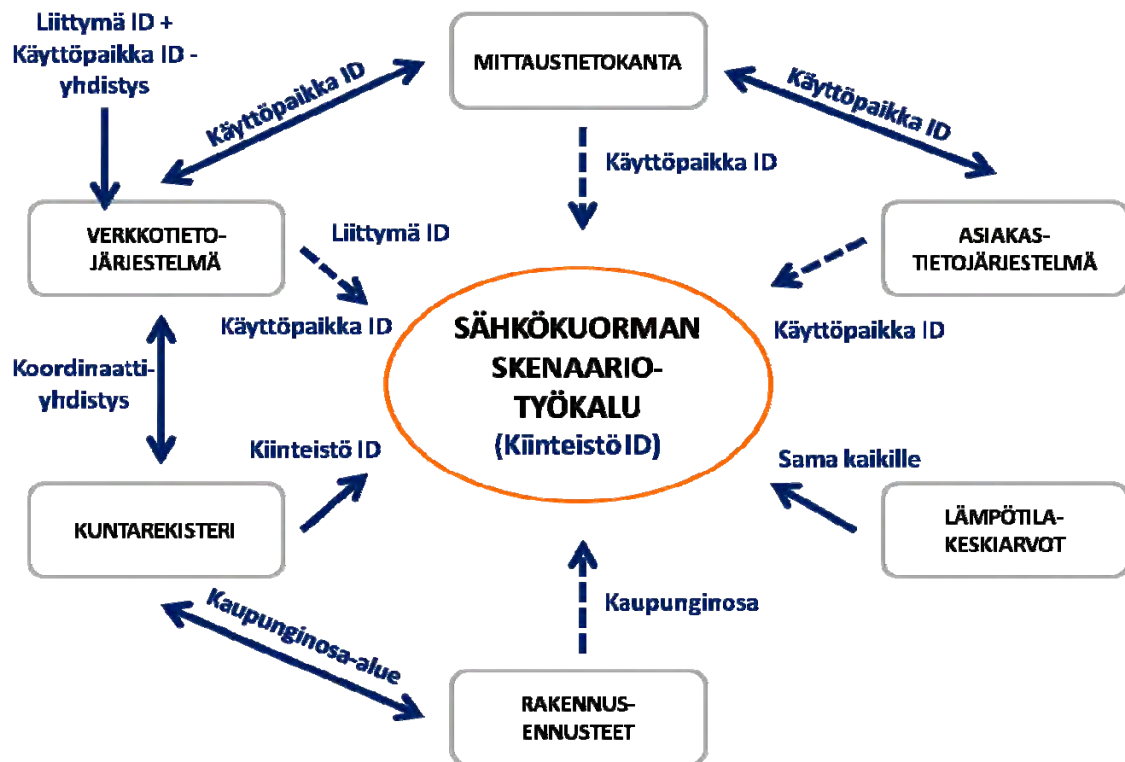 Liittymä ID +
Käyttöpaikka ID -
yhdistys
MITTAUSTIETOKANTA
Käyttöpaikka ID
Käyttöpaikka ID
Käyttöpaikka ID
VERKKOTIETO-
JÄRJESTELMÄ
Liittymä ID
ASIAKAS-
TIETOJÄRJESTELMÄ
Käyttöpaikka ID
Käyttöpaikka ID
SÄHKÖKUORMAN
SKENAARIO-
TYÖKALU
(Kiinteistö ID)
Koordinaatti-
yhdistys
Kiinteistö ID
Sama kaikille
KUNTAREKISTERI
LÄMPÖTILA-
KESKIARVOT
Kaupunginosa
Kaupunginosa-alue
RAKENNUS-
ENNUSTEET